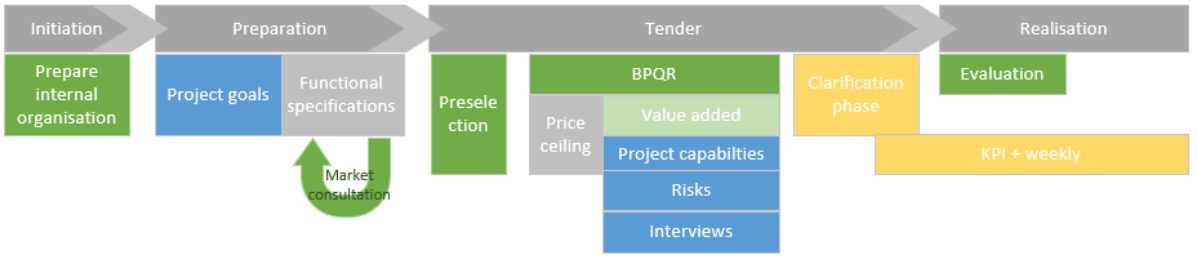 Initiation
Preparation
Tender
Realisation
Prepare
internal
organisation
Project goals
Functional
specifications
Market
consultation
Presele
ction
BPQR
Price
ceiling
Value added
Project capabilties
Risks
Interviews
Clarification
phase
Evaluation
KPI + weekly